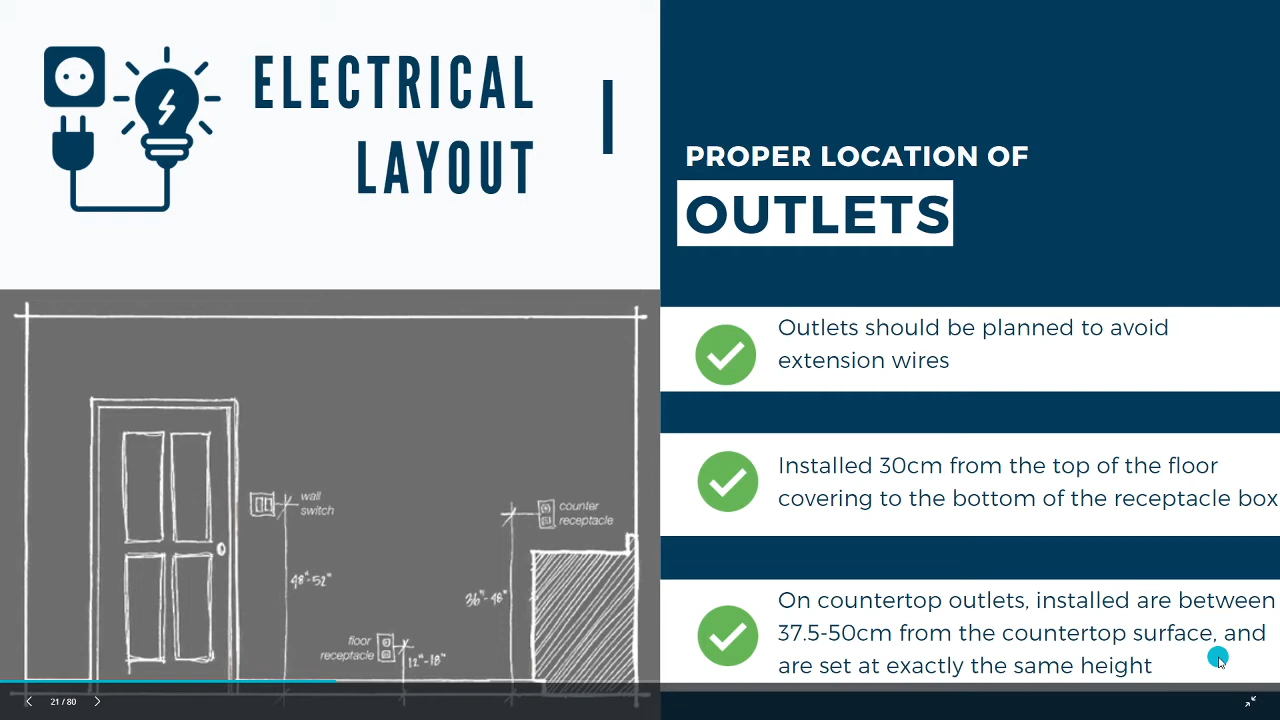 ELECTRICAL
LAYOUT
PROPER LOCATION OF
OUTLETS
Outlets should be planned to avoid
extension wires
Installed 30cm from the top of the floor
covering to the bottom of the receptacle box
On countertop outlets, installed are between
37.5-50cm from the countertop surface, and
are set at exactly the same height
wall
switch
counter
receptacle
48"-52"
36"-48"
floor
receptacle
12"-18"
21 / 80